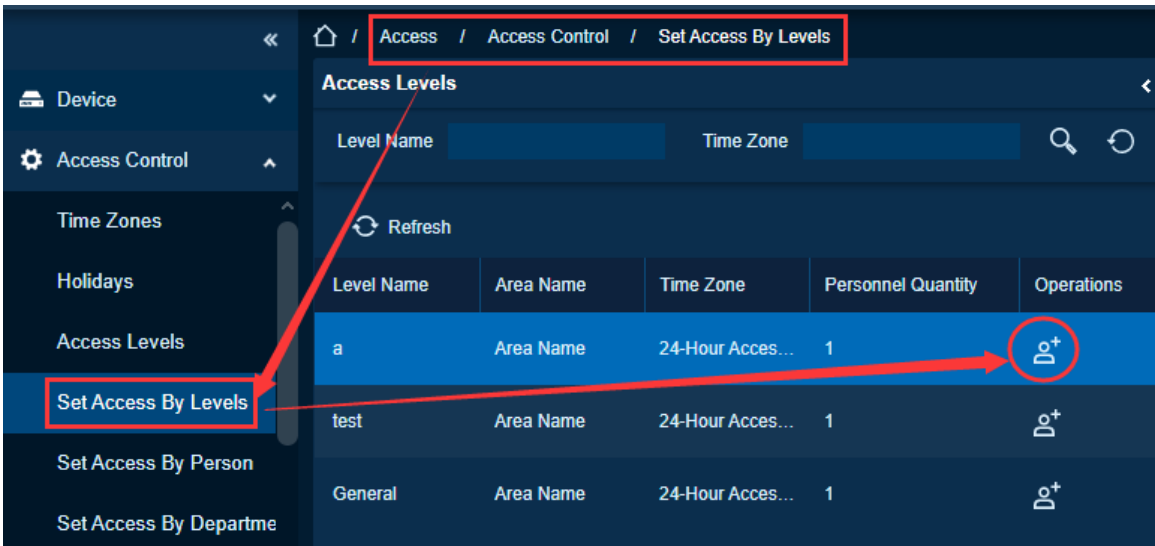 / Access / Access Control / Set Access By Levels
Device
Access Control
Time Zones
Holidays
Access Levels
Set Access By Levels
Set Access By Person
Set Access By Departme
Access Levels
Level Name Time Zone
Refresh
Level Name Area Name Time Zone Personnel Quantity Operations
a Area Name 24-Hour Acces... 1
test Area Name 24-Hour Acces... 1
General Area Name 24-Hour Acces... 1